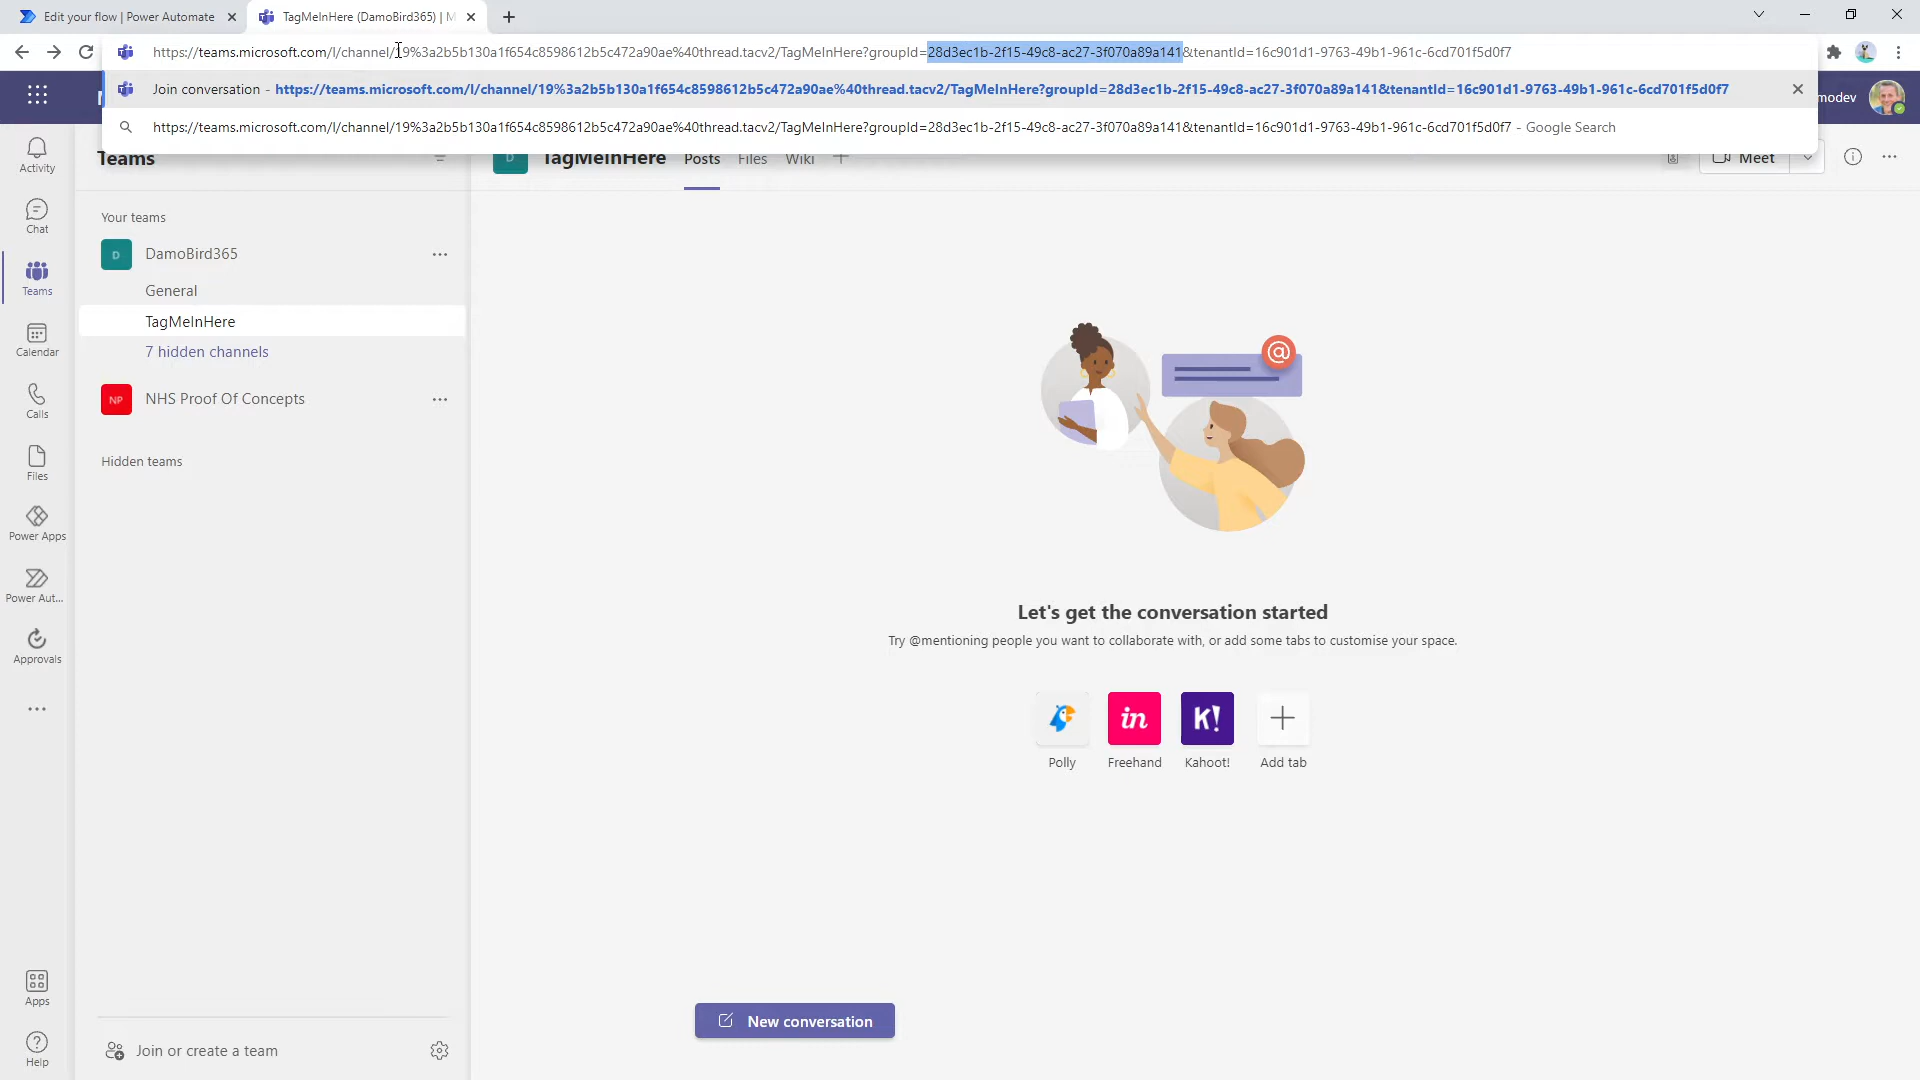 Edit your flow | Power Automate
TagMeInHere (DamoBird365) | M
https://teams.microsoft.com/l/channel/19%3a2b5b130a1f654c8598612b5c472a90ae%40thread.tacv2/TagMeInHere?groupId=28d3ec1b-2f15-49c8-ac27-3f070a89a141&tenantId=16c901d1-9763-49b1-961c-6cd701f5d0f7
Join conversation - https://teams.microsoft.com/l/channel/19%3a2b5b130a1f654c8598612b5c472a90ae%40thread.tacv2/TagMeInHere?groupId=28d3ec1b-2f15-49c8-ac27-3f070a89a141&tenantId=16c901d1-9763-49b1-961c-6cd701f5d0f7
modev
https://teams.microsoft.com/l/channel/19%3a2b5b130a1f654c8598612b5c472a90ae%40thread.tacv2/TagMeInHere?groupId=28d3ec1b-2f15-49c8-ac27-3f070a89a141&tenantId=16c901d1-9763-49b1-961c-6cd701f5d0f7 - Google Search
Teams
D TagMeInHere Posts Files Wiki
Meet
Activity
Chat
Teams
Calendar
Calls
Files
Power Apps
Power Aut...
Approvals
Apps
Help
Your teams
D DamoBird365
General
TagMeInHere
7 hidden channels
NP NHS Proof Of Concepts
Hidden teams
Join or create a team
@
Let's get the conversation started
Try @mentioning people you want to collaborate with, or add some tabs to customise your space.
in K!
Polly Freehand Kahoot! Add tab
New conversation